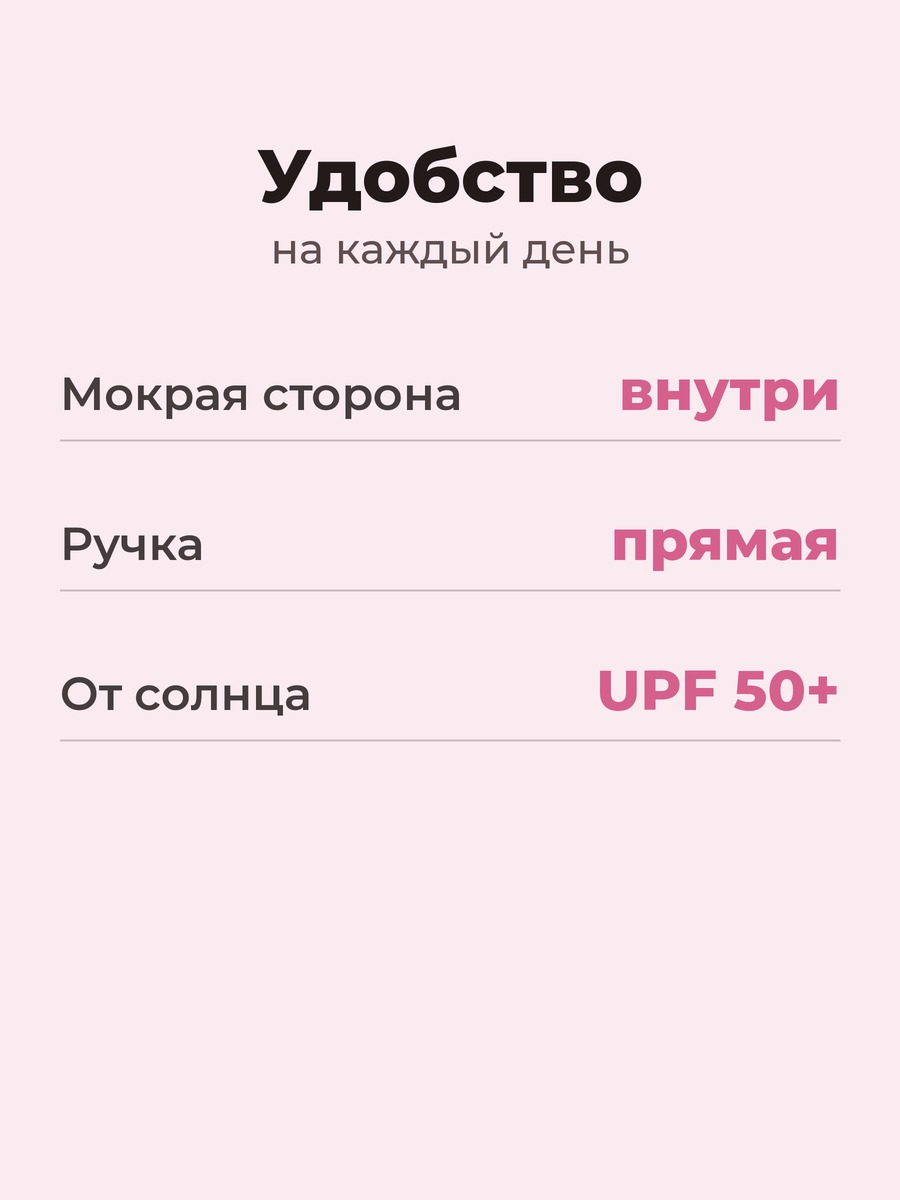 Удобство
на каждый день
Мокрая сторона внутри
Ручка прямая
От солнца UPF 50+